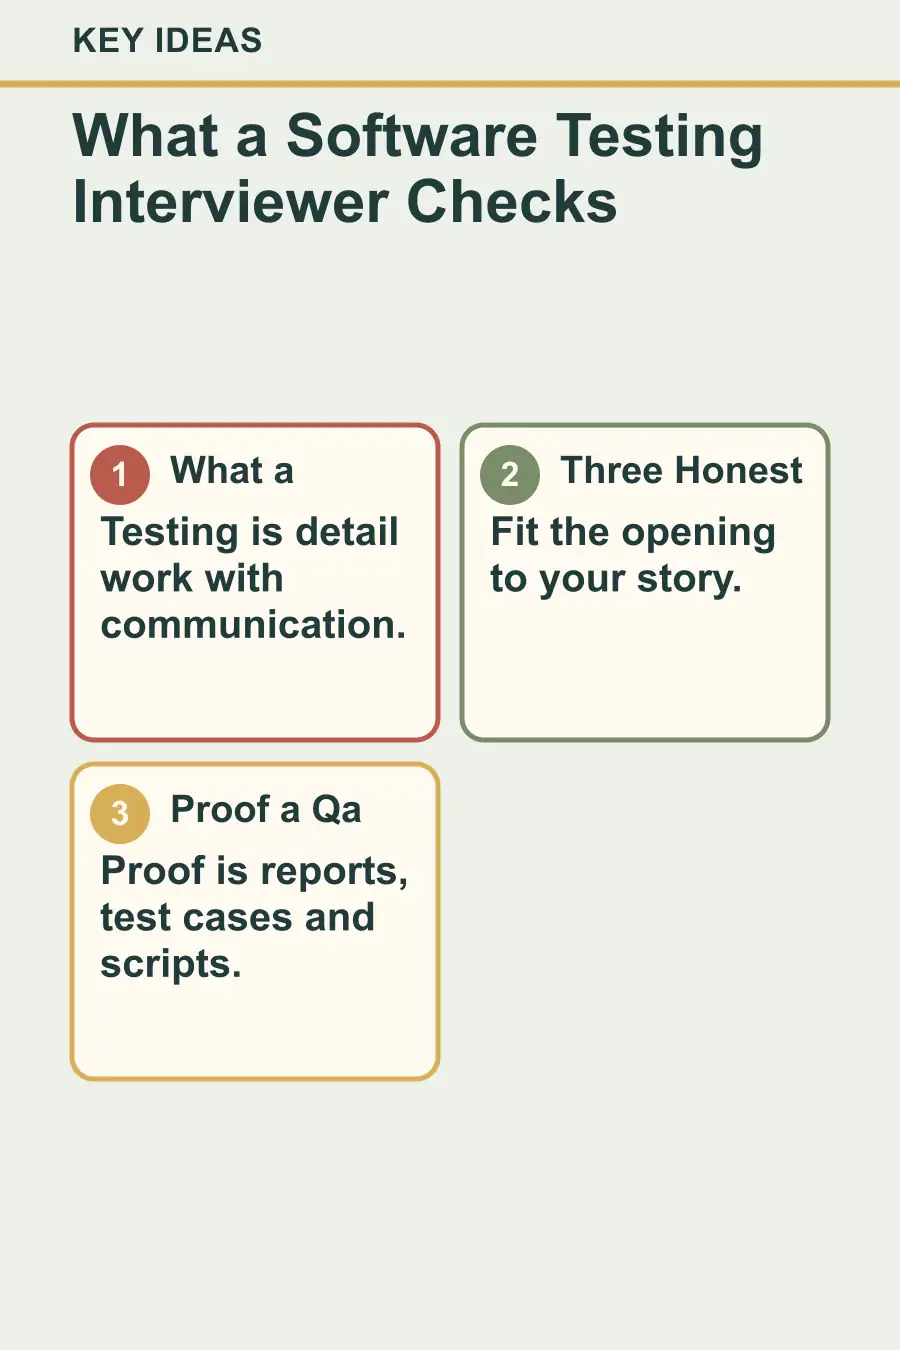 KEY IDEAS
What a Software Testing
Interviewer Checks
1 What a
Testing is detail
work with
communication.
2 Three Honest
Fit the opening
to your story.
3 Proof a Qa
Proof is reports,
test cases and
scripts.